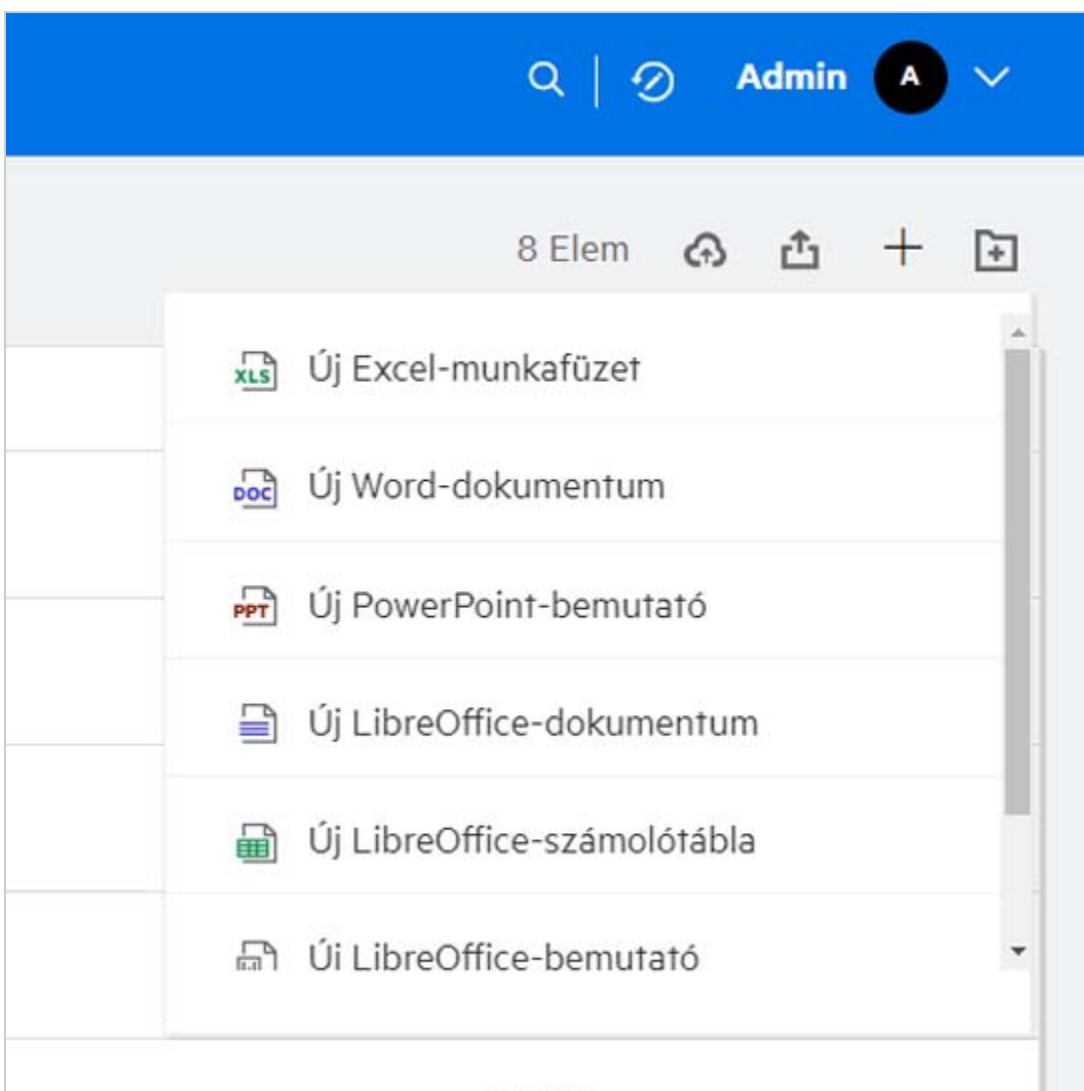 Admin A
8 Elem
XLS Új Excel-munkafüzet
DOC Új Word-dokumentum
PPT Új PowerPoint-bemutató
Új LibreOffice-dokumentum
Új LibreOffice-számolótábla
Új LibreOffice-bemutató